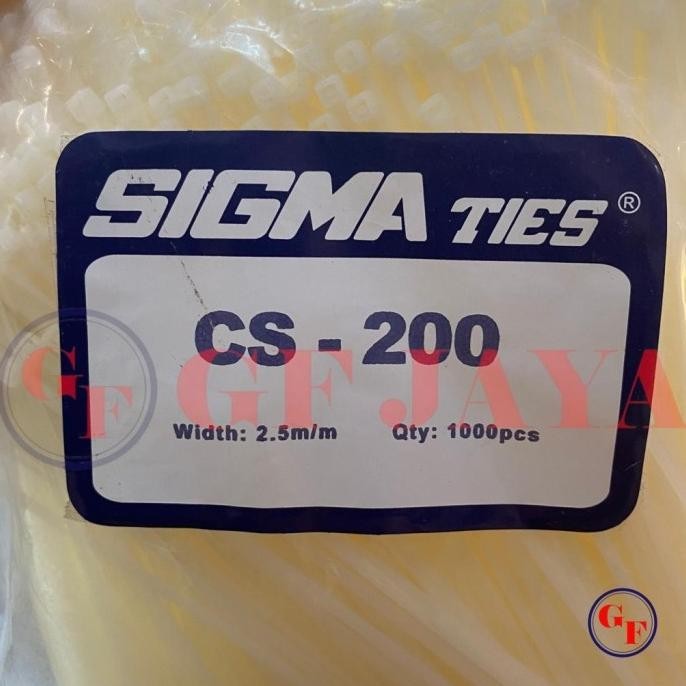 SIGMA TIES ®
CS - 200
GF GF JAYA
Width: 2.5m/m Qty: 1000pcs
GF